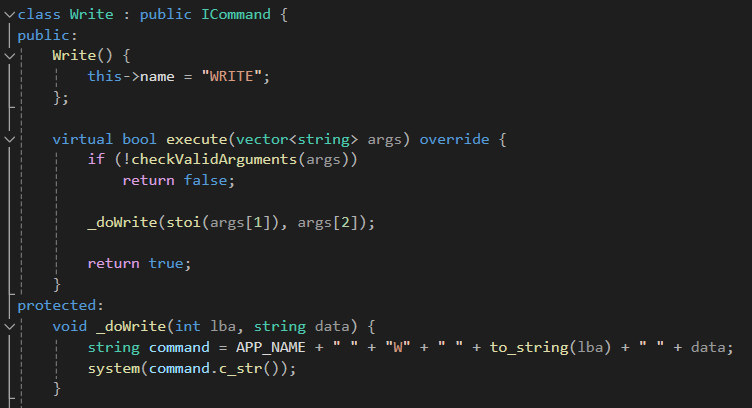 class Write : public ICommand {
public:
    Write() {
        this->name = "WRITE";
    };

    virtual bool execute(vector<string> args) override {
        if (!checkValidArguments(args))
            return false;

        _doWrite(stoi(args[1]), args[2]);

        return true;
    }
protected:
    void _doWrite(int lba, string data) {
        string command = APP_NAME + " " + "W" + " " + to_string(lba) + " " + data;
        system(command.c_str());
    }